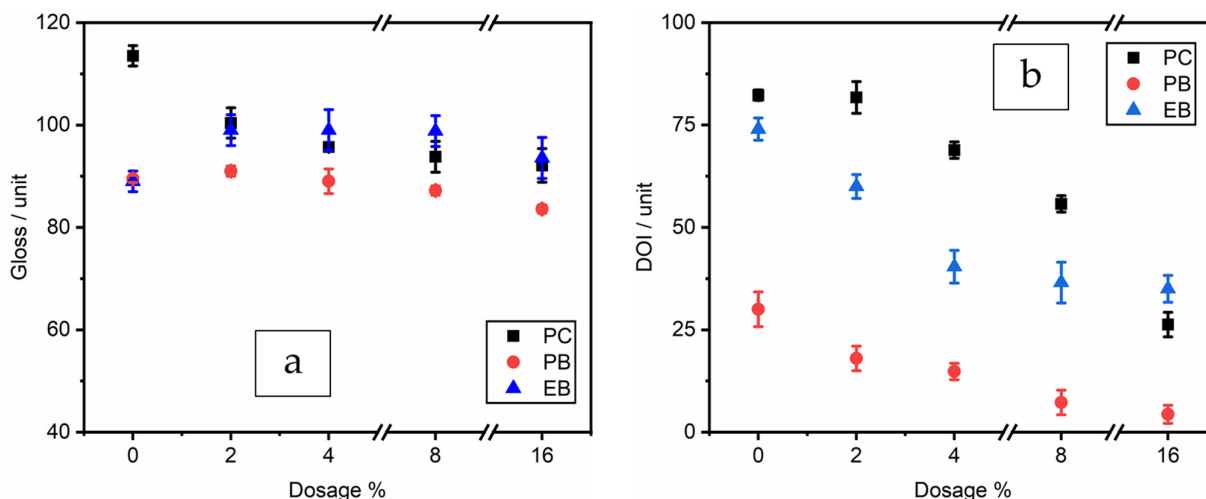 120
100
80
60
40
Gloss / unit
a
PC
PB
EB
0 2 4 8 16
Dosage %
100
75
50
25
0
DOI / unit
b
PC
PB
EB
0 2 4 8 16
Dosage %